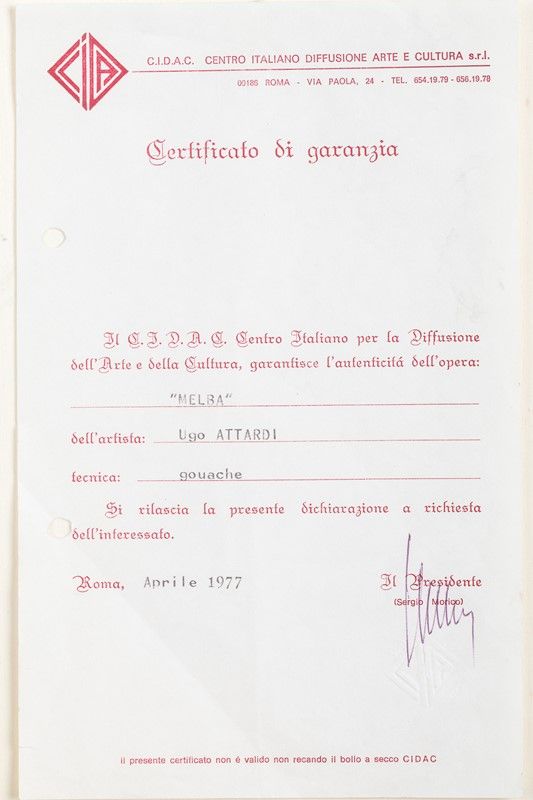 CIA
C.I.D.A.C. CENTRO ITALIANO DIFFUSIONE ARTE E CULTURA s.r.l.
00186 ROMA - VIA PAOLA, 24 - TEL. 654.19.79 - 656.19.78
Certificato di garanzia
Il C.I.D.A.C. Centro Italiano per la Diffusione
dell'Arte e della Cultura, garantisce l'autenticitá dell'opera:
"MELBA"
dell'artista: Ugo ATTARDI
tecnica: gouache
Si rilascia la presente dichiarazione a richiesta
dell'interessato.
Roma, Aprile 1977 Il Presidente
(Sergio Morico)
il presente certificato non é valido non recando il bollo a secco CIDAC